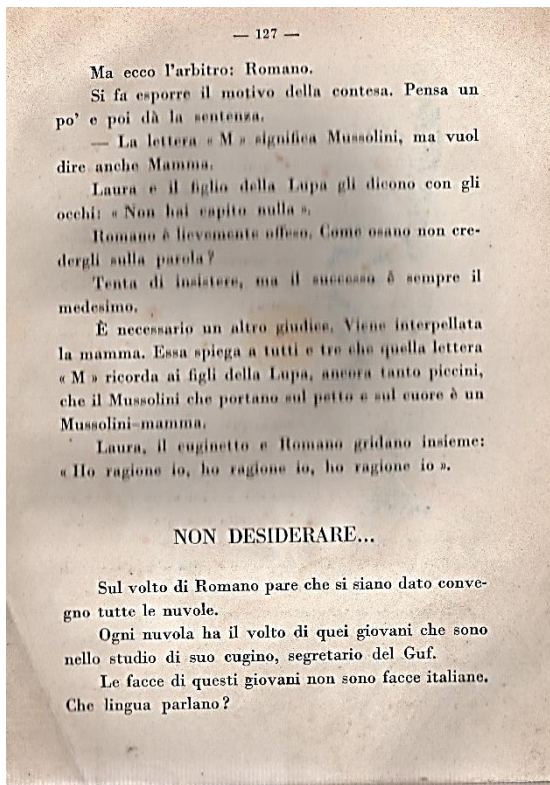 — 127 —
Ma ecco l'arbitro: Romano.
Si fa esporre il motivo della contesa. Pensa un
po' e poi dà la sentenza.
— La lettera « M » significa Mussolini, ma vuol
dire anche Mamma.
Laura e il figlio della Lupa gli dicono con gli
occhi: « Non hai capito nulla ».
Romano è lievemente offeso. Come osano non cre-
dergli sulla parola?
Tenta di insistere, ma il successo è sempre il
medesimo.
È necessario un altro giudice. Viene interpellata
la mamma. Essa spiega a tutti e tre che quella lettera
« M » ricorda ai figli della Lupa, ancora tanto piccini,
che il Mussolini che portano sul petto e sul cuore è un
Mussolini-mamma.
Laura, il cuginetto e Romano gridano insieme:
« Ho ragione io, ho ragione io, ho ragione io ».
NON DESIDERARE...
Sul volto di Romano pare che si siano dato conve-
gno tutte le nuvole.
Ogni nuvola ha il volto di quei giovani che sono
nello studio di suo cugino, segretario del Guf.
Le facce di questi giovani non sono facce italiane.
Che lingua parlano?